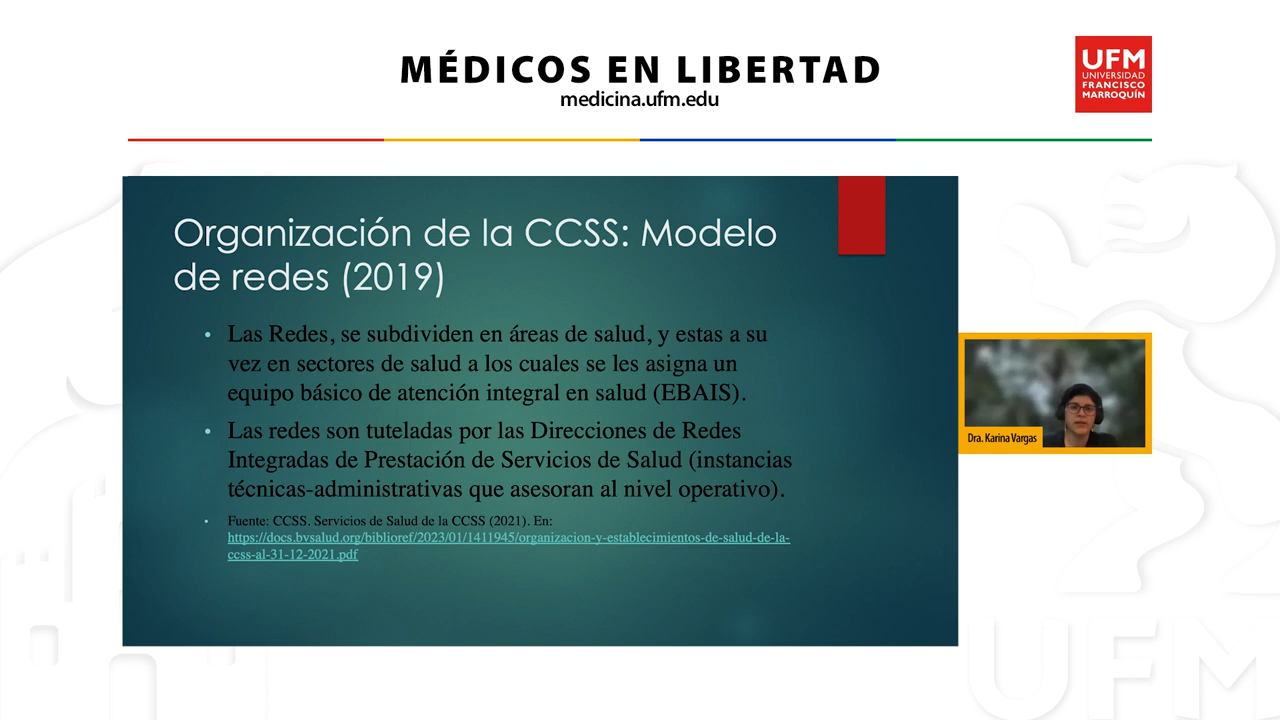 MÉDICOS EN LIBERTAD
medicina.ufm.edu
UFM
UNIVERSIDAD
FRANCISCO
MARROQUÍN
Organización de la CCSS: Modelo
de redes (2019)
• Las Redes, se subdividen en áreas de salud, y estas a su
vez en sectores de salud a los cuales se les asigna un
equipo básico de atención integral en salud (EBAIS).
• Las redes son tuteladas por las Direcciones de Redes
Integradas de Prestación de Servicios de Salud (instancias
técnicas-administrativas que asesoran al nivel operativo).
• Fuente: CCSS. Servicios de Salud de la CCSS (2021). En:
https://docs.bvsalud.org/biblioref/2023/01/1411945/organizacion-y-establecimientos-de-salud-de-la-
ccss-al-31-12-2021.pdf
Dra. Karina Vargas
UFM